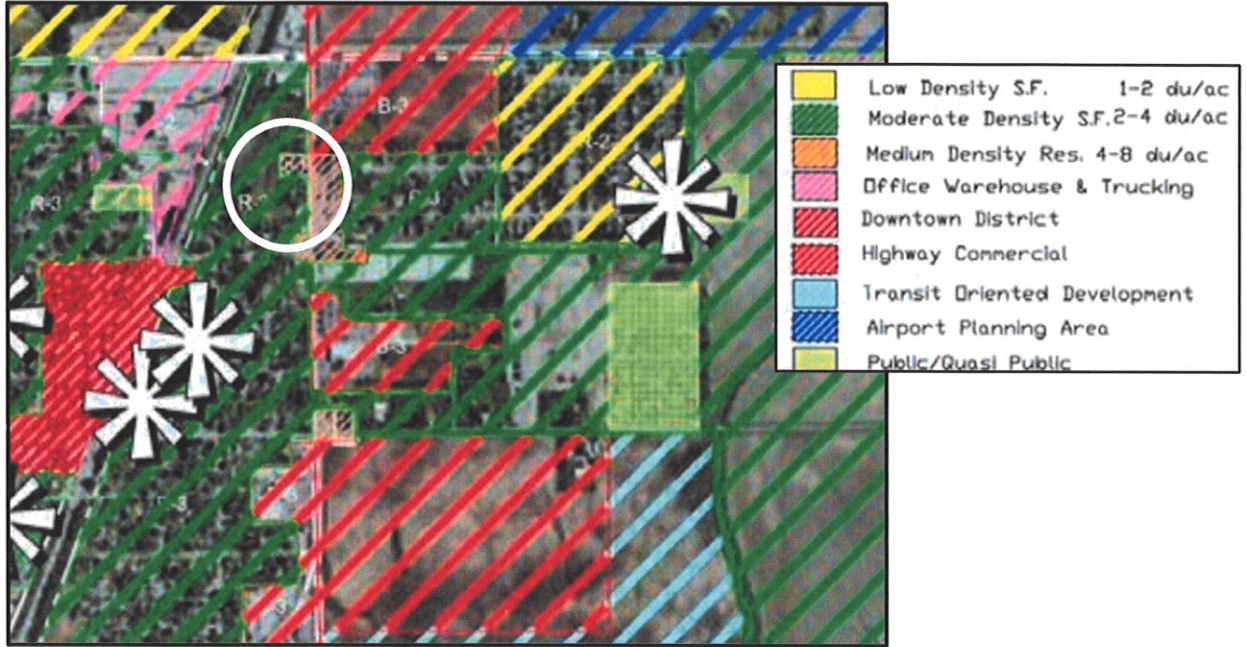 Low Density S.F. 1-2 du/ac
Moderate Density S.F. 2-4 du/ac
Medium Density Res. 4-8 du/ac
Office Warehouse & Trucking
Downtown District
Highway Commercial
Transit Oriented Development
Airport Planning Area
Public/Quasi Public
B-3
R-2
R-3
B-3